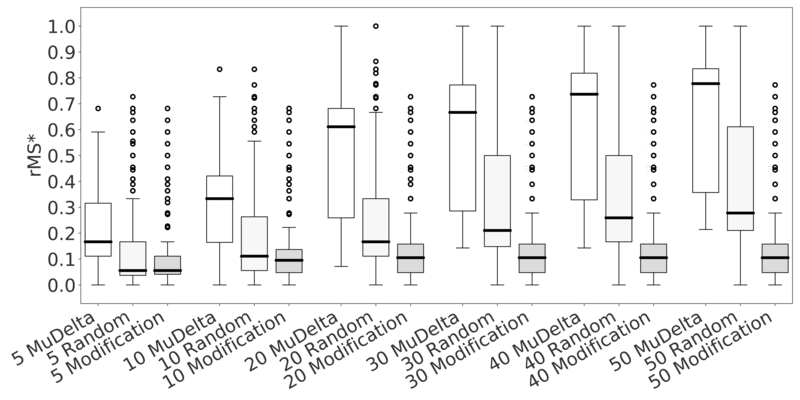 rMS*
1.0
0.9
0.8
0.7
0.6
0.5
0.4
0.3
0.2
0.1
0.0
5 MuDelta
5 Random
5 Modification
10 MuDelta
10 Random
10 Modification
20 MuDelta
20 Random
20 Modification
30 MuDelta
30 Random
30 Modification
40 MuDelta
40 Random
40 Modification
50 MuDelta
50 Random
50 Modification